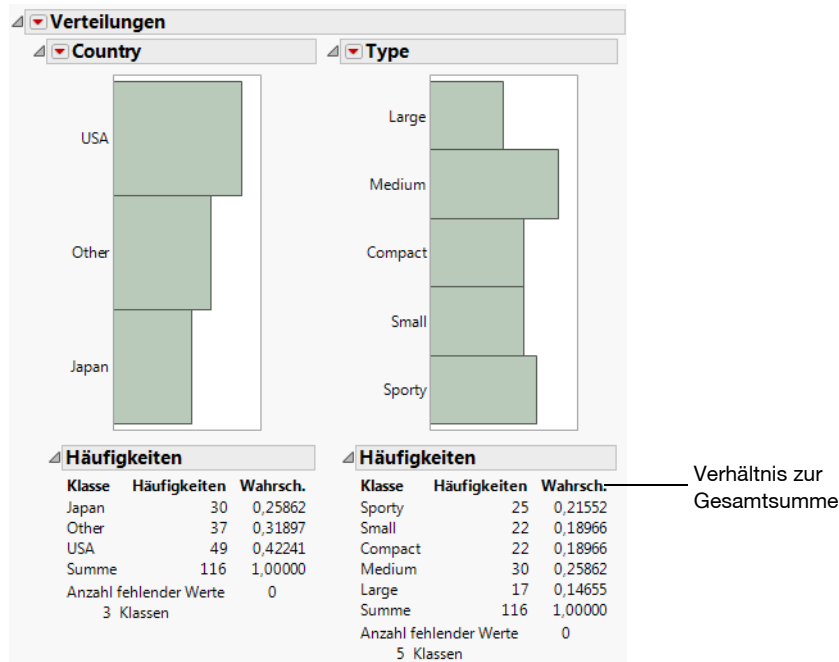 Verteilungen
Country
USA
Other
Japan
Häufigkeiten
Klasse Häufigkeiten Wahrsch.
Japan 30 0,25862
Other 37 0,31897
USA 49 0,42241
Summe 116 1,00000
Anzahl fehlender Werte 0
3 Klassen
Type
Large
Medium
Compact
Small
Sporty
Häufigkeiten
Klasse Häufigkeiten Wahrsch.
Sporty 25 0,21552
Small 22 0,18966
Compact 22 0,18966
Medium 30 0,25862
Large 17 0,14655
Summe 116 1,00000
Anzahl fehlender Werte 0
5 Klassen
Verhältnis zur
Gesamtsumme